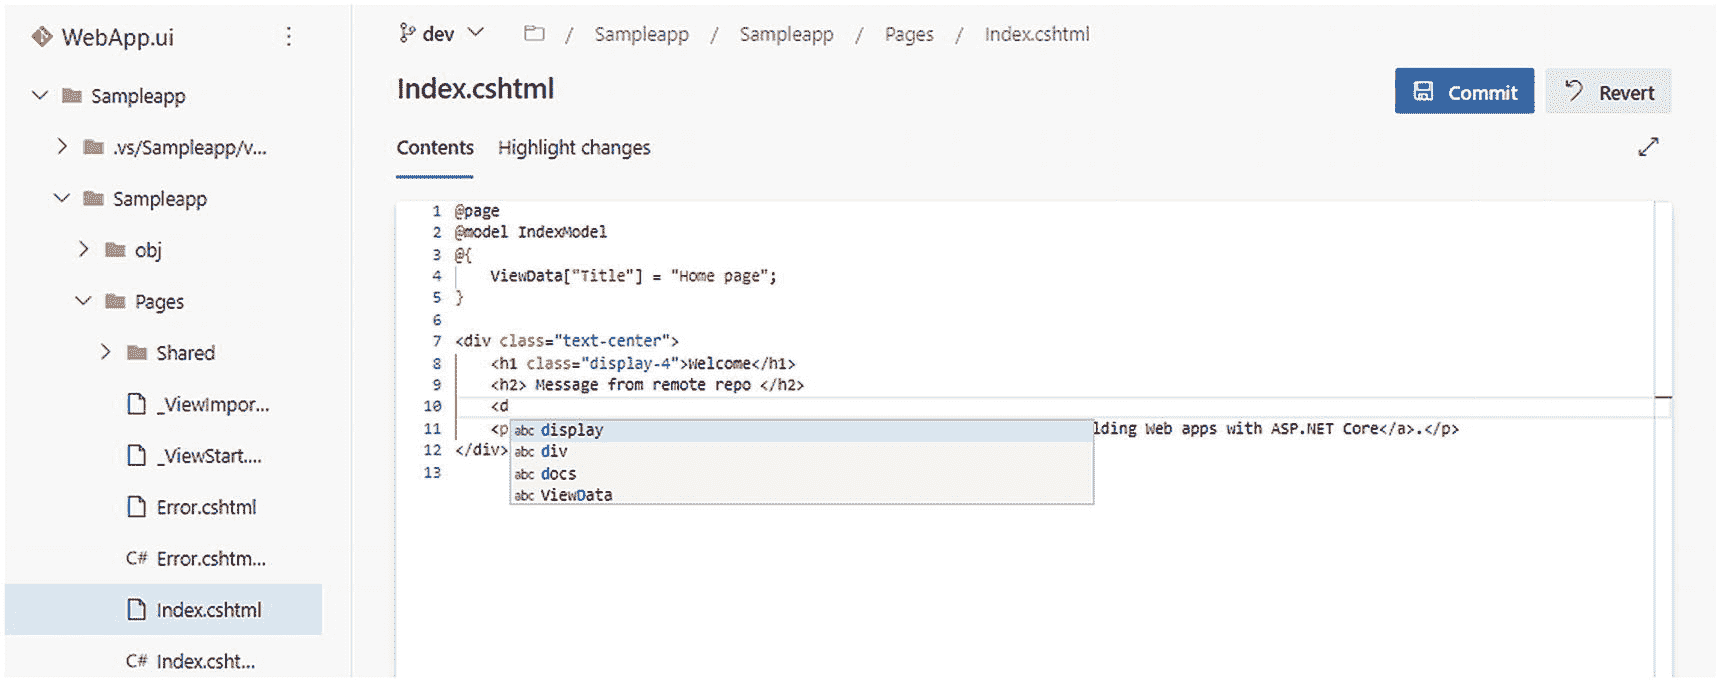 WebApp.ui
Sampleapp
.vs/Sampleapp/v...
Sampleapp
obj
Pages
Shared
_ViewImpor...
_ViewStart....
Error.cshtml
C# Error.cshtm...
Index.cshtml
C# Index.csht...
dev / Sampleapp / Sampleapp / Pages / Index.cshtml
Index.cshtml
Commit Revert
Contents Highlight changes
1 @page
2 @model IndexModel
3 @{
4 ViewData["Title"] = "Home page";
5 }
6
7 <div class="text-center">
8 <h1 class="display-4">Welcome</h1>
9 <h2> Message from remote repo </h2>
10 <d
11 <p lding Web apps with ASP.NET Core</a>.</p>
12 </div>
13
abc display
abc div
abc docs
abc ViewData